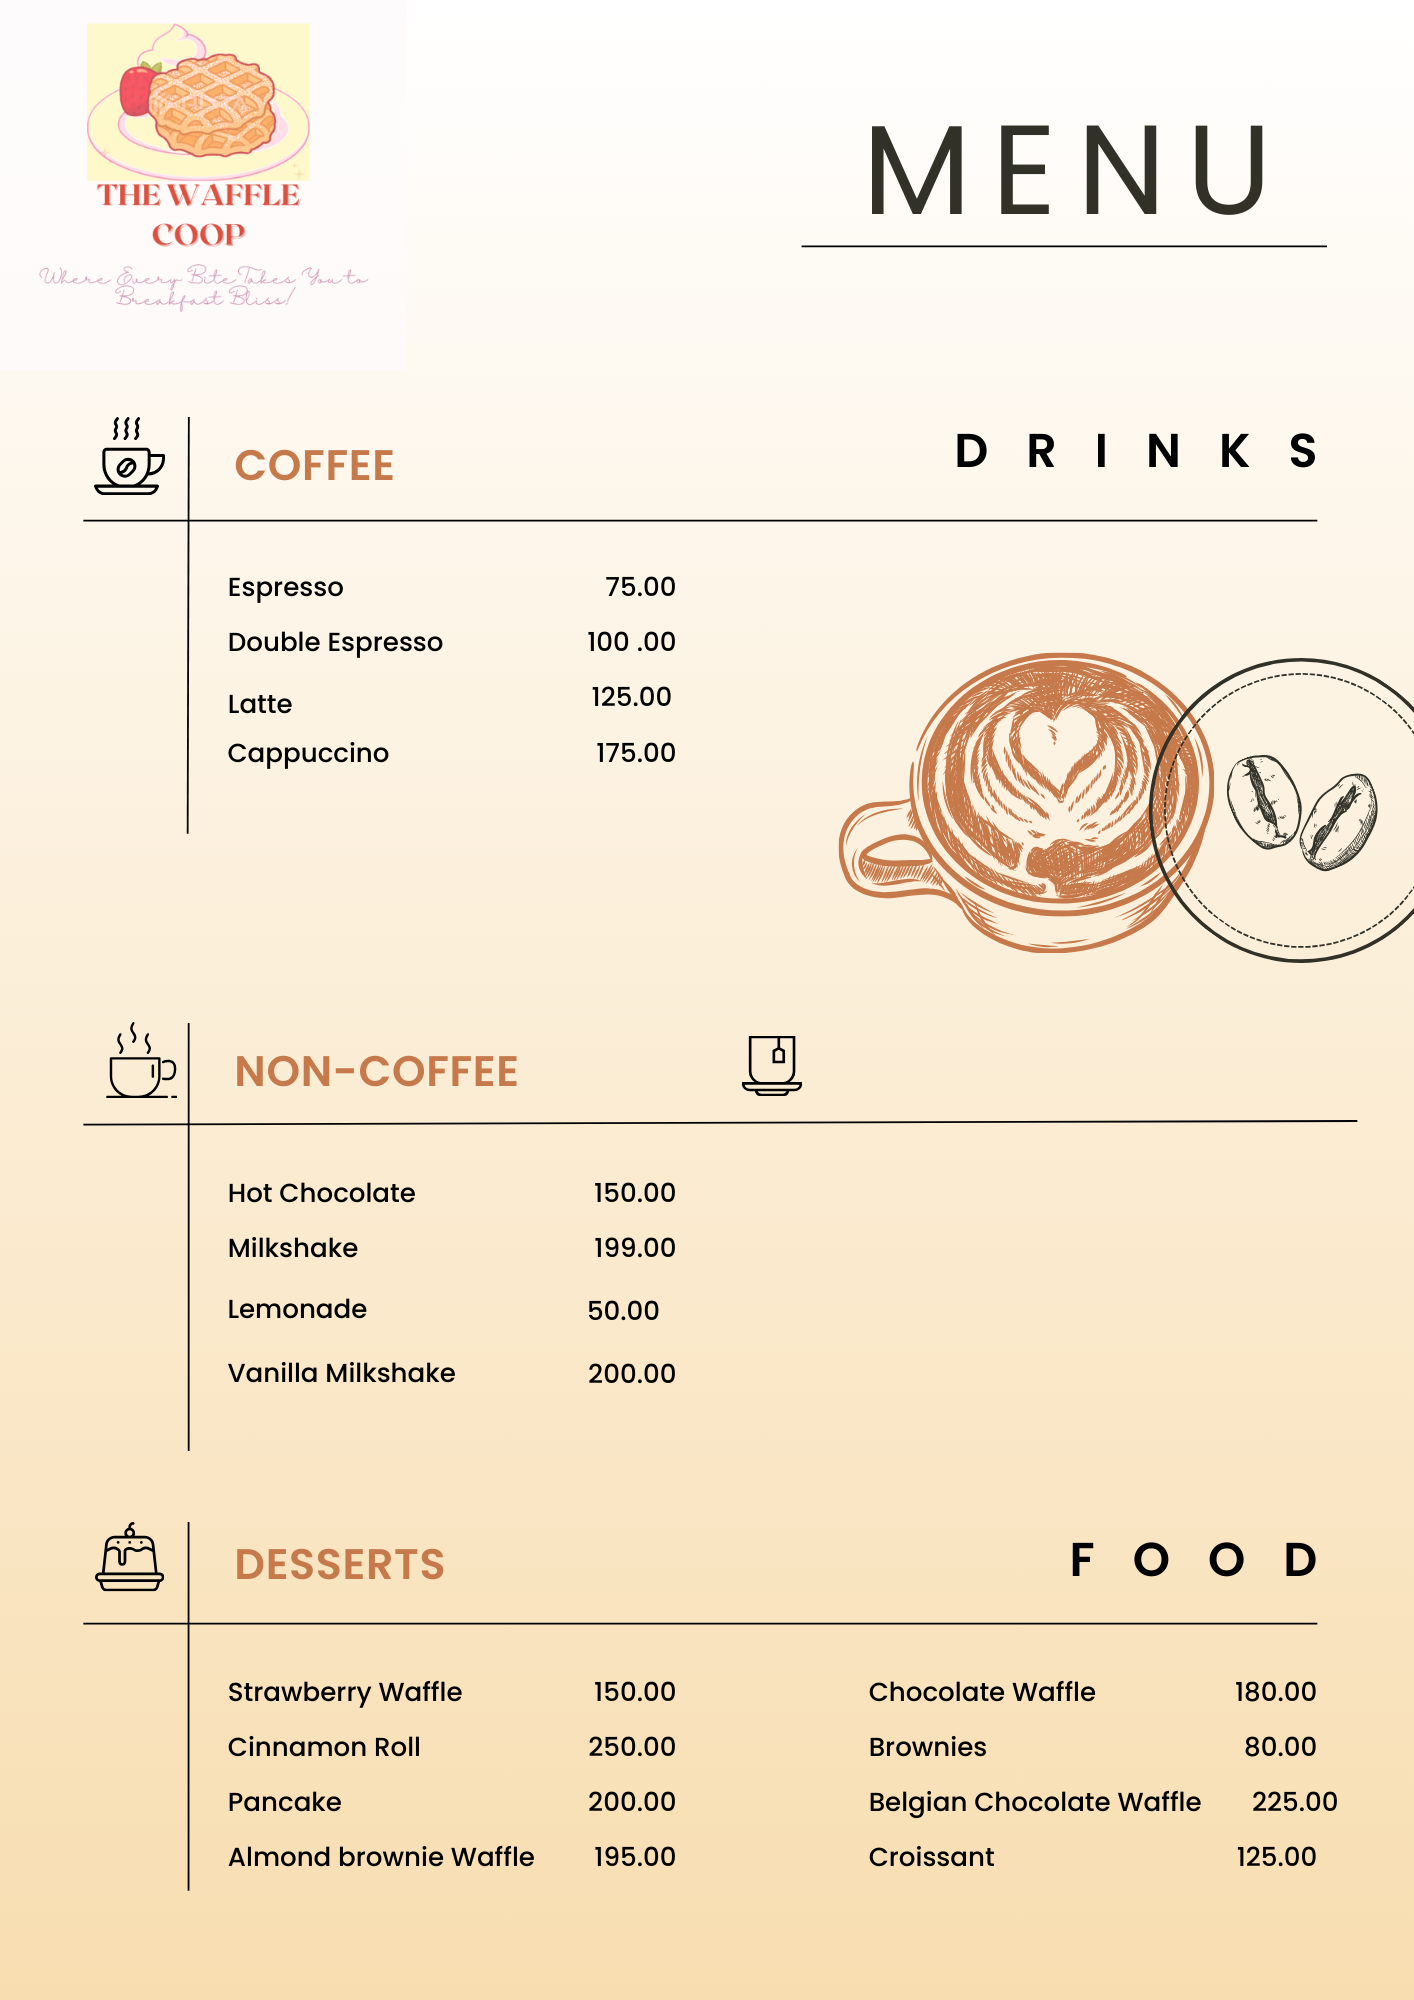 THE WAFFLE
COOP
Where Every Bite Takes You to
Breakfast Bliss!
MENU
COFFEE
DRINKS
Espresso 75.00
Double Espresso 100 .00
Latte 125.00
Cappuccino 175.00
NON-COFFEE
Hot Chocolate 150.00
Milkshake 199.00
Lemonade 50.00
Vanilla Milkshake 200.00
DESSERTS
FOOD
Strawberry Waffle 150.00
Cinnamon Roll 250.00
Pancake 200.00
Almond brownie Waffle 195.00
Chocolate Waffle 180.00
Brownies 80.00
Belgian Chocolate Waffle 225.00
Croissant 125.00